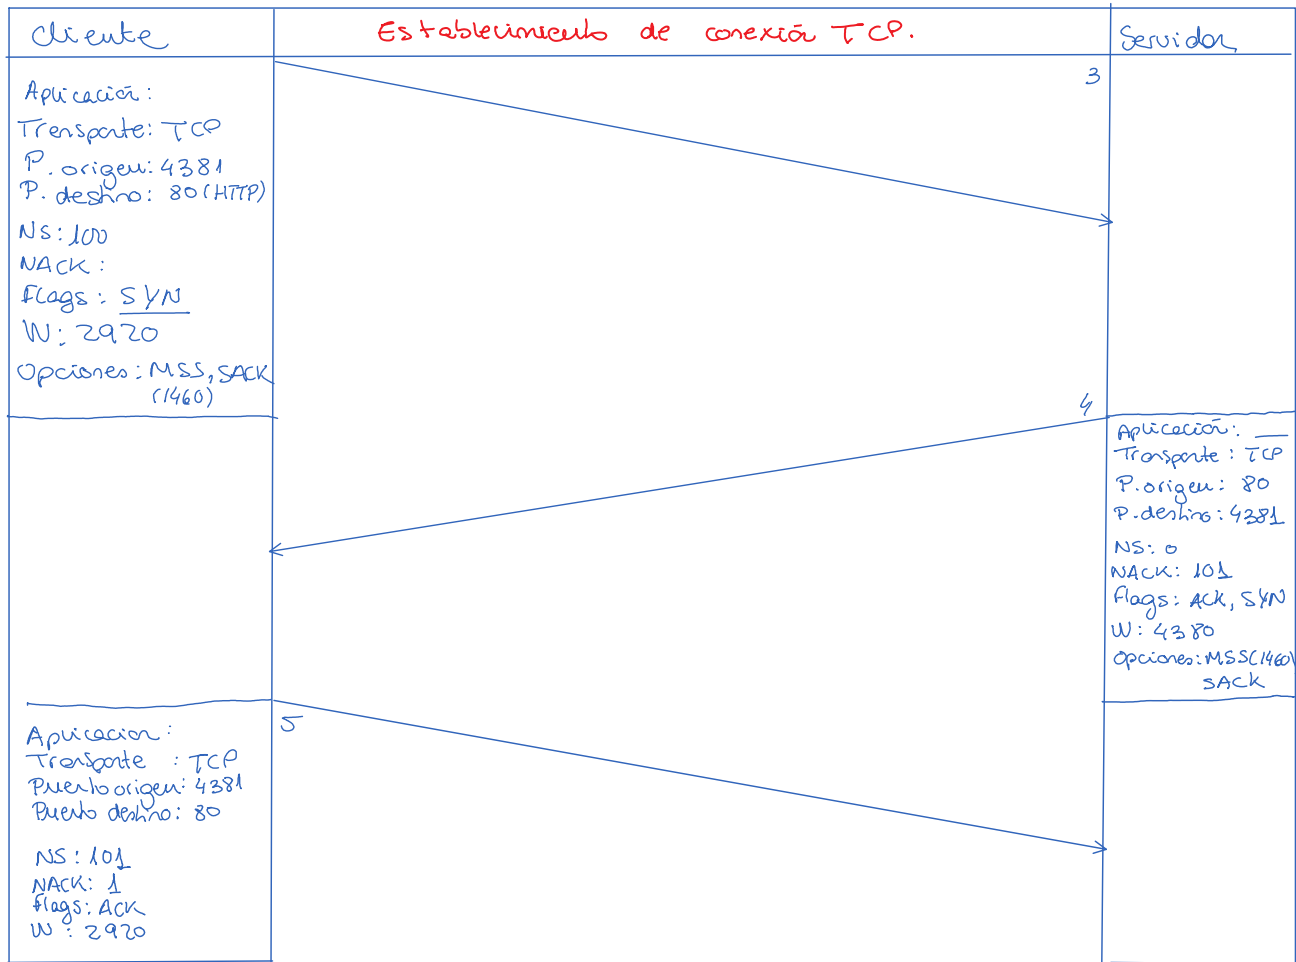 Cliente
Establecimiento de conexión TCP.
Servidor
3
Aplicación:
Transporte: TCP
P. origen: 4381
P. destino: 80 (HTTP)
NS: 100
NACK:
Flags: SYN
W: 2920
Opciones: MSS, SACK
(1460)
4
Aplicación: __
Transporte: TCP
P. origen: 80
P. destino: 4381
NS: 0
NACK: 101
Flags: ACK, SYN
W: 4380
Opciones: MSS(1460)
SACK
5
Aplicacion:
Transporte : TCP
Puerto origen: 4381
Puerto destino: 80
NS: 101
NACK: 1
Flags: ACK
W: 2920